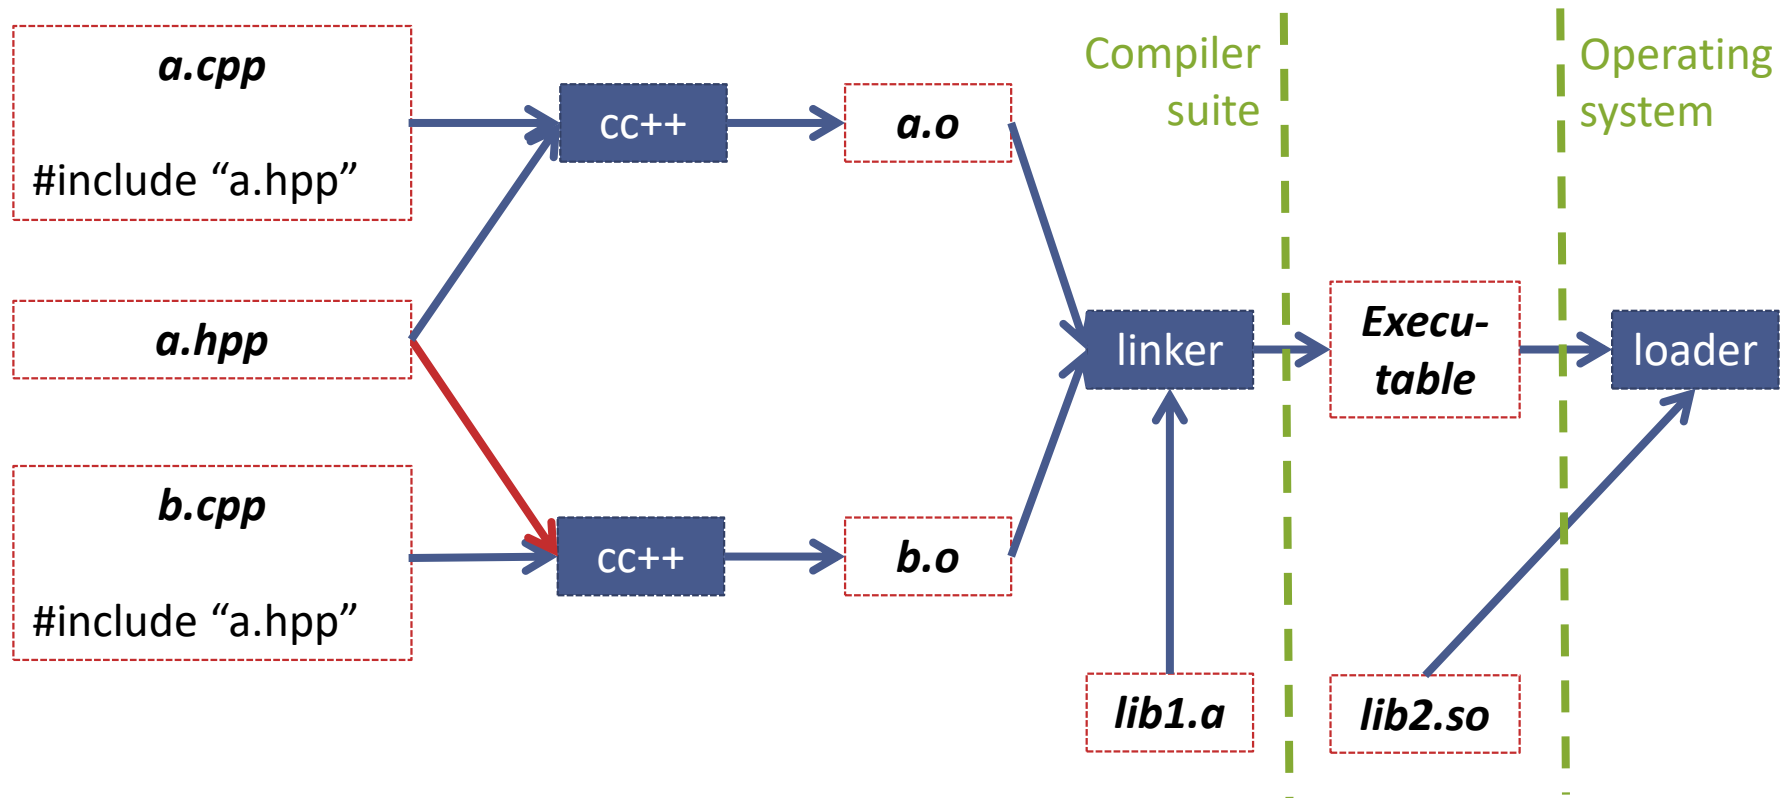 a.cpp
#include “a.hpp”
cc++
a.o
Compiler
suite
Operating
system
a.hpp
linker
Execu-
table
loader
b.cpp
#include “a.hpp”
cc++
b.o
lib1.a
lib2.so